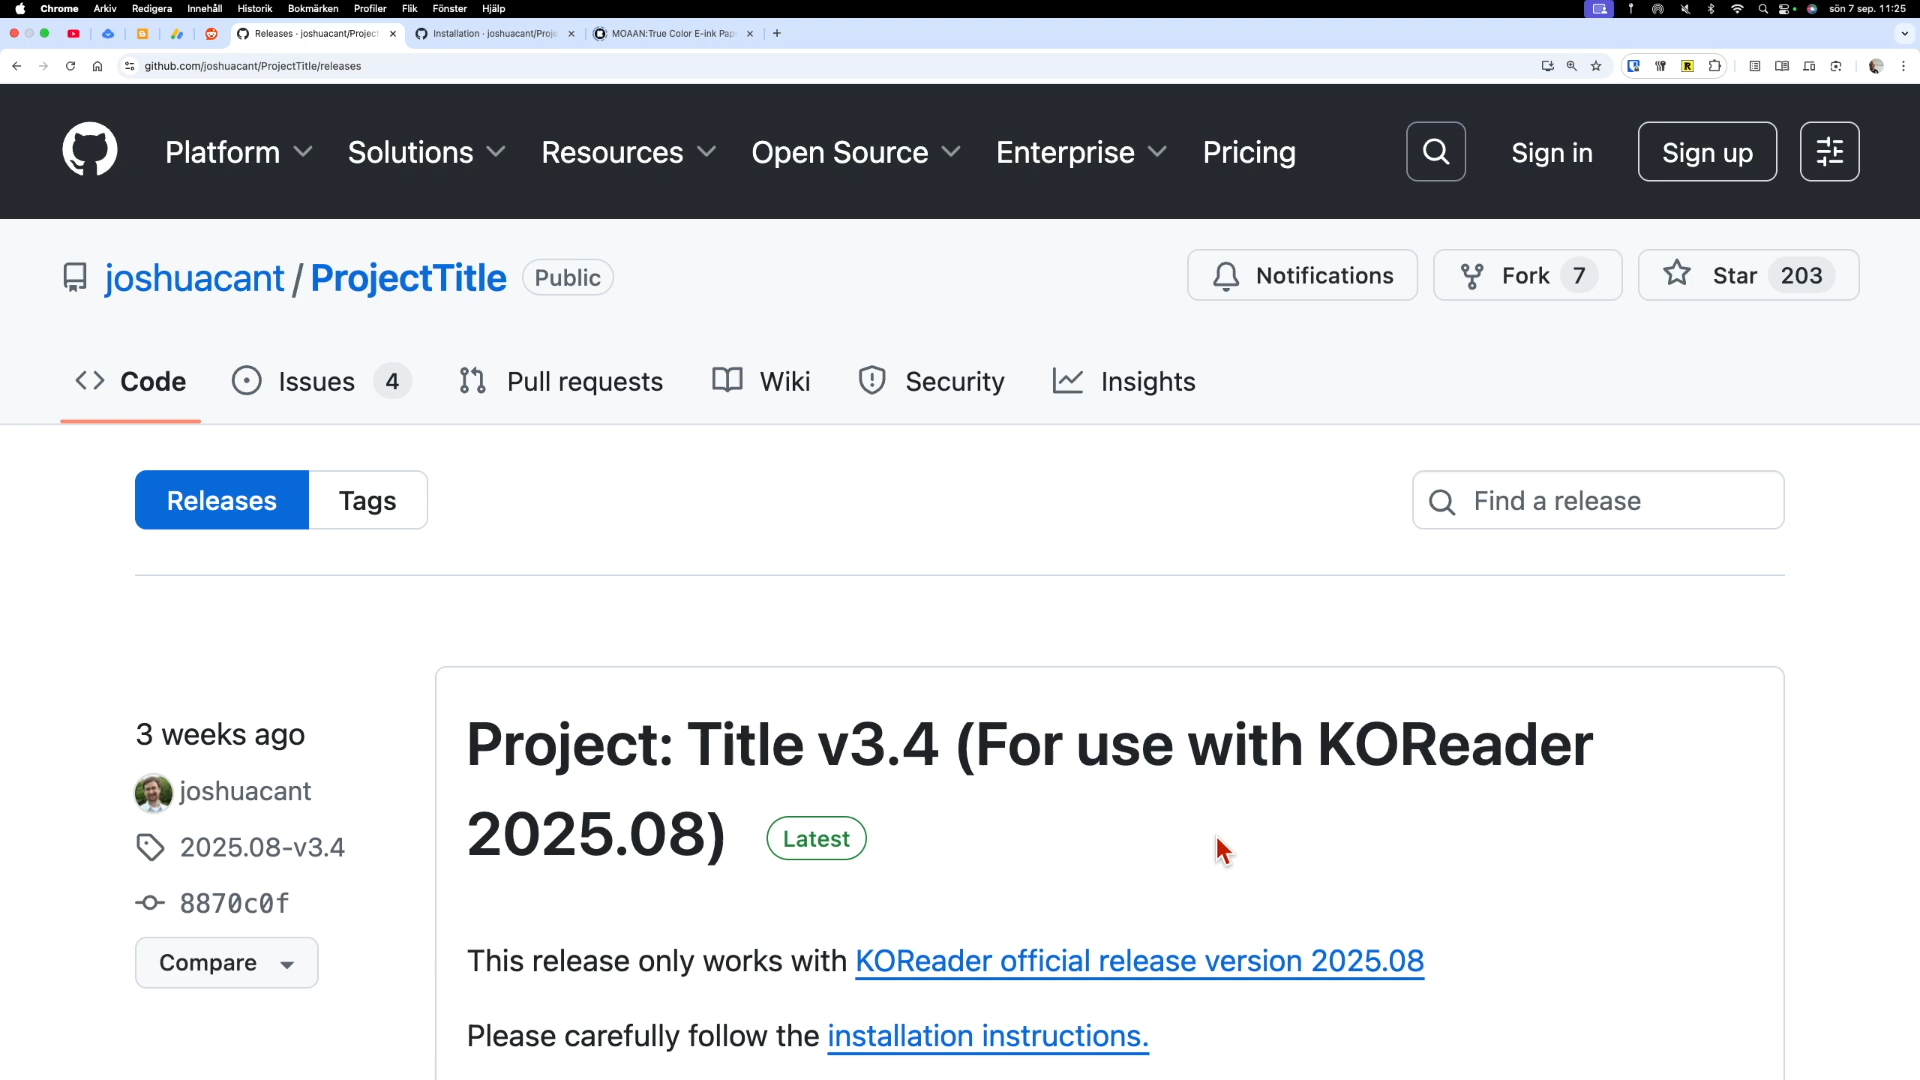 Chrome Arkiv Redigera Innehåll Historik Bokmärken Profiler Flik Fönster Hjälp sön 7 sep. 11:25
Releases · joshuacant/Project Installation · joshuacant/Proje MOAAN:True Color E-ink Pap
github.com/joshuacant/ProjectTitle/releases
Platform Solutions Resources Open Source Enterprise Pricing Sign in Sign up
joshuacant / ProjectTitle Public Notifications Fork 7 Star 203
Code Issues 4 Pull requests Wiki Security Insights
Releases Tags Find a release
3 weeks ago
joshuacant
2025.08-v3.4
8870c0f
Compare
Project: Title v3.4 (For use with KOReader
2025.08) Latest
This release only works with KOReader official release version 2025.08
Please carefully follow the installation instructions.